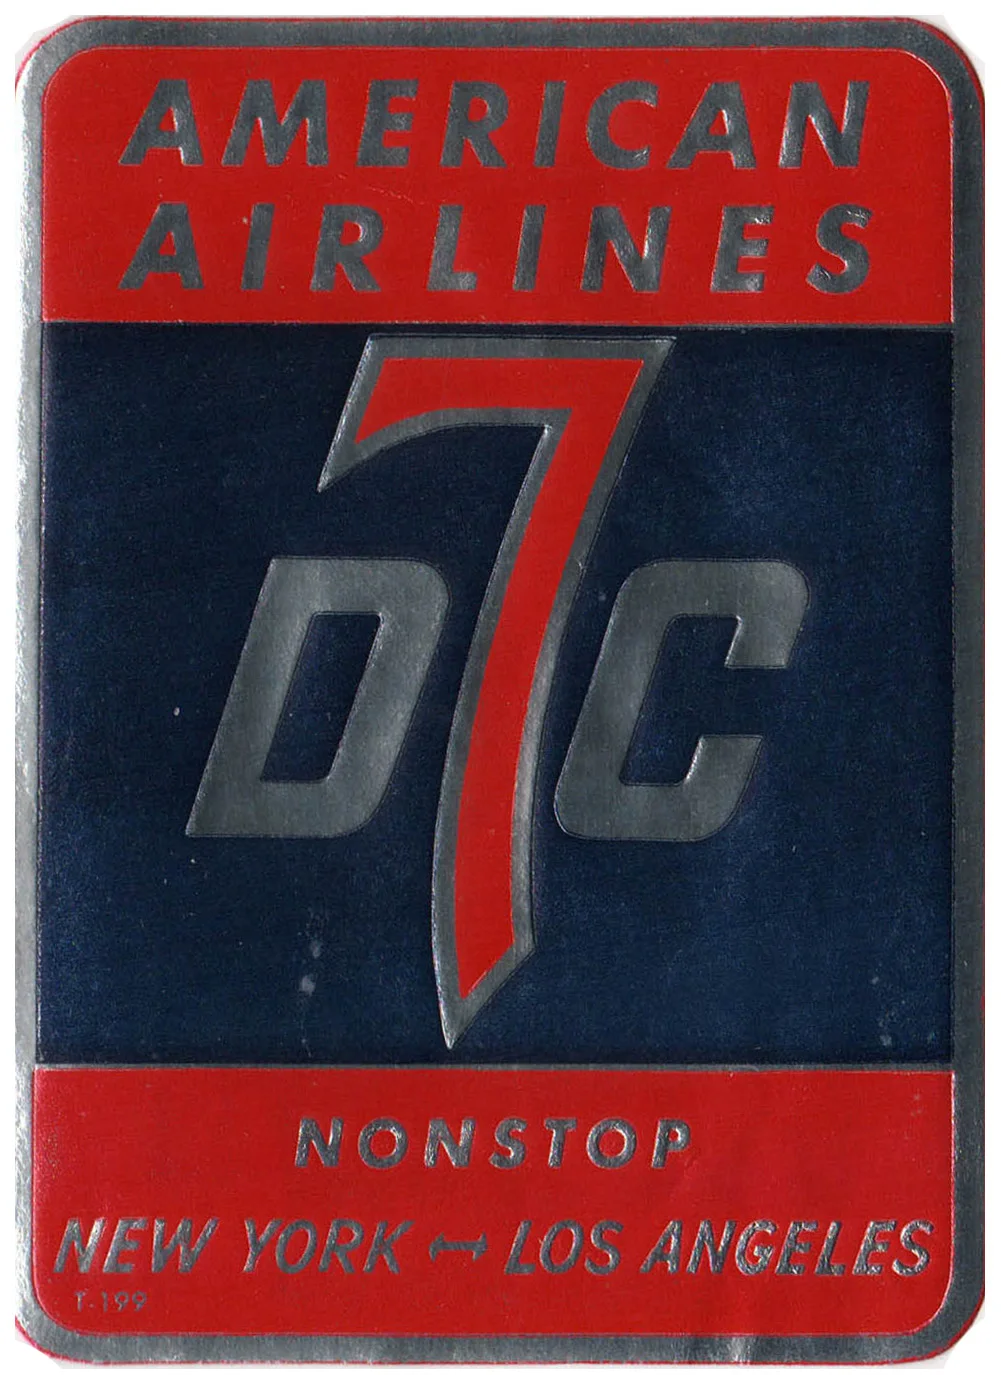 AMERICAN
AIRLINES
D7C
NONSTOP
NEW YORK ↔ LOS ANGELES
T-199